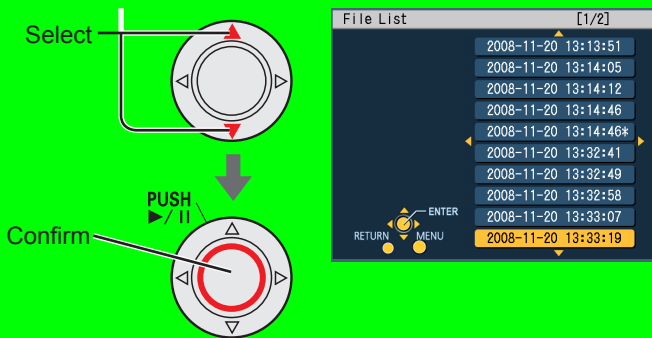 Select
PUSH
►/II
Confirm
File List [1/2]
2008-11-20 13:13:51
2008-11-20 13:14:05
2008-11-20 13:14:12
2008-11-20 13:14:46
2008-11-20 13:14:46*
2008-11-20 13:32:41
2008-11-20 13:32:49
2008-11-20 13:32:58
2008-11-20 13:33:07
2008-11-20 13:33:19
ENTER
RETURN MENU